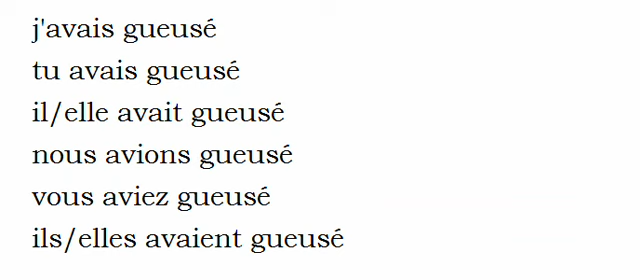 j'avais gueusé
tu avais gueusé
il/elle avait gueusé
nous avions gueusé
vous aviez gueusé
ils/elles avaient gueusé